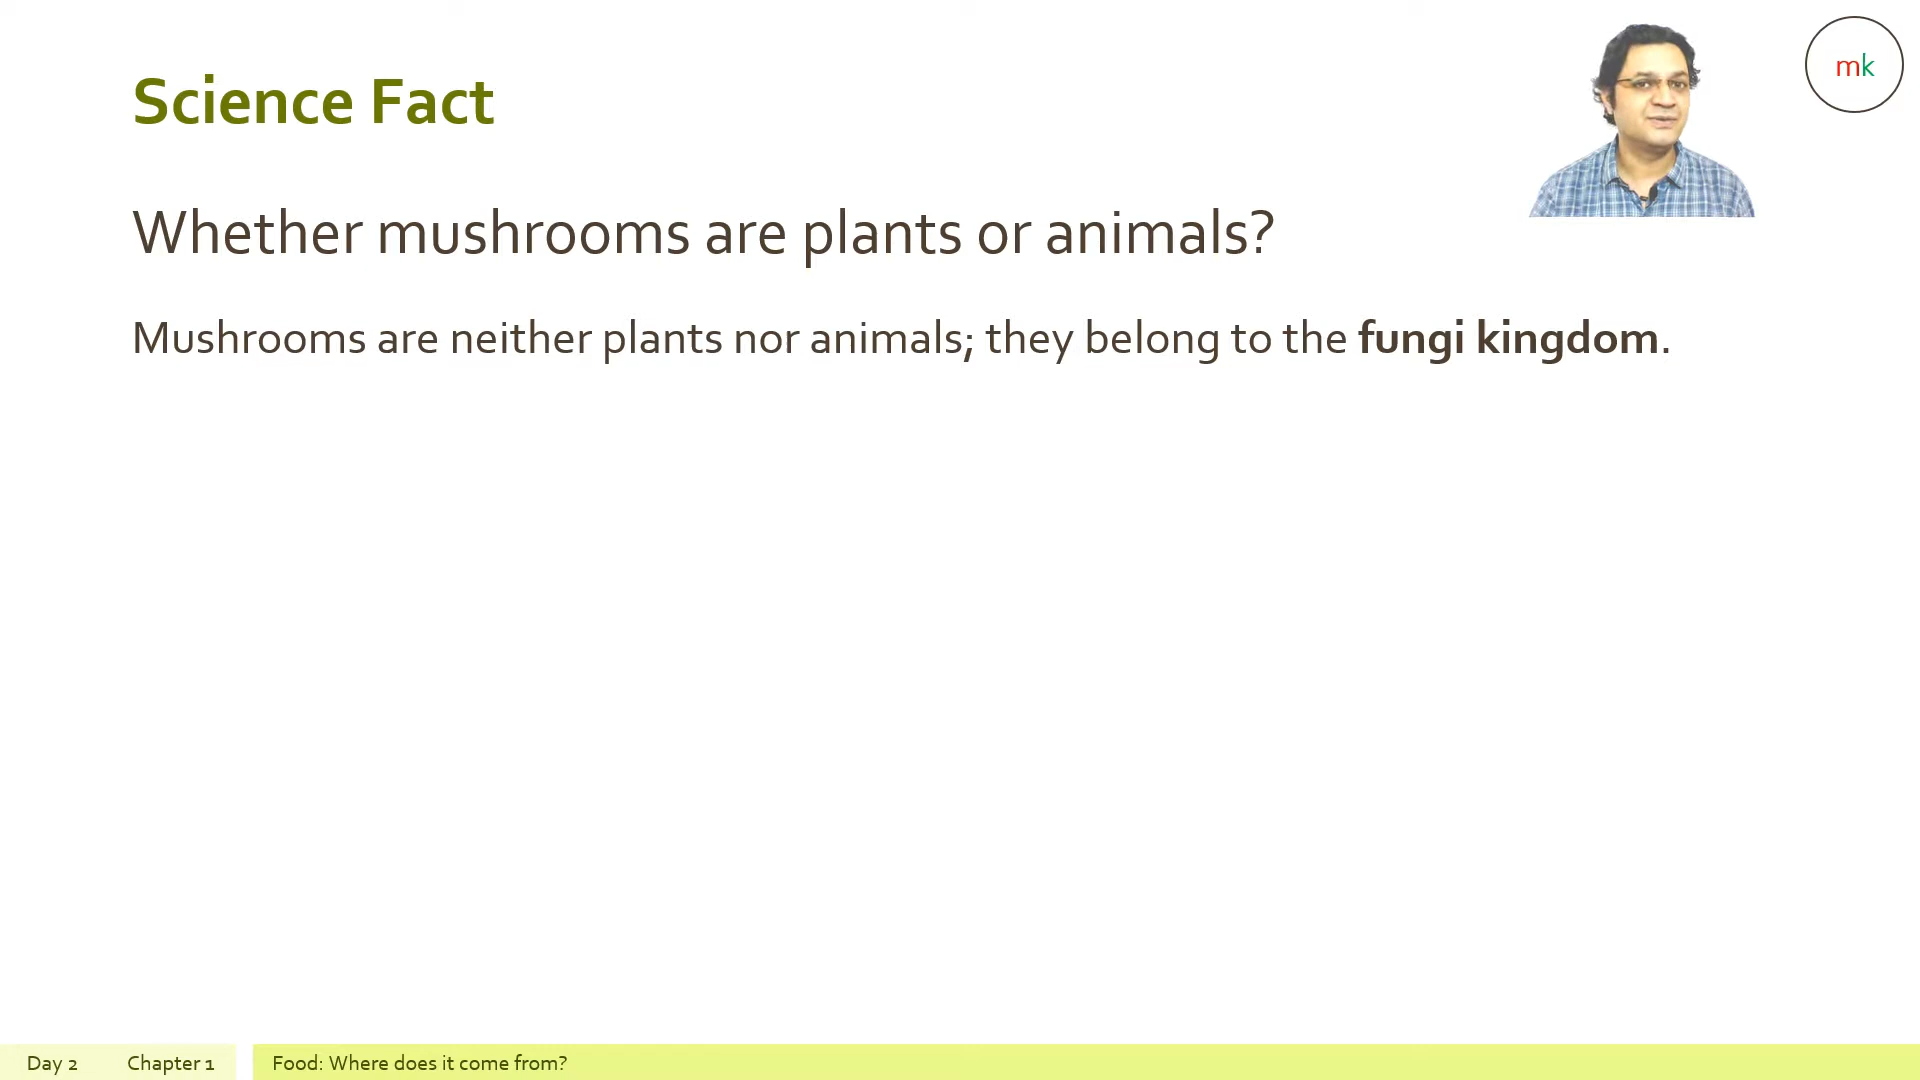 Science Fact
mk
Whether mushrooms are plants or animals?
Mushrooms are neither plants nor animals; they belong to the fungi kingdom.
Day 2 Chapter 1 Food: Where does it come from?